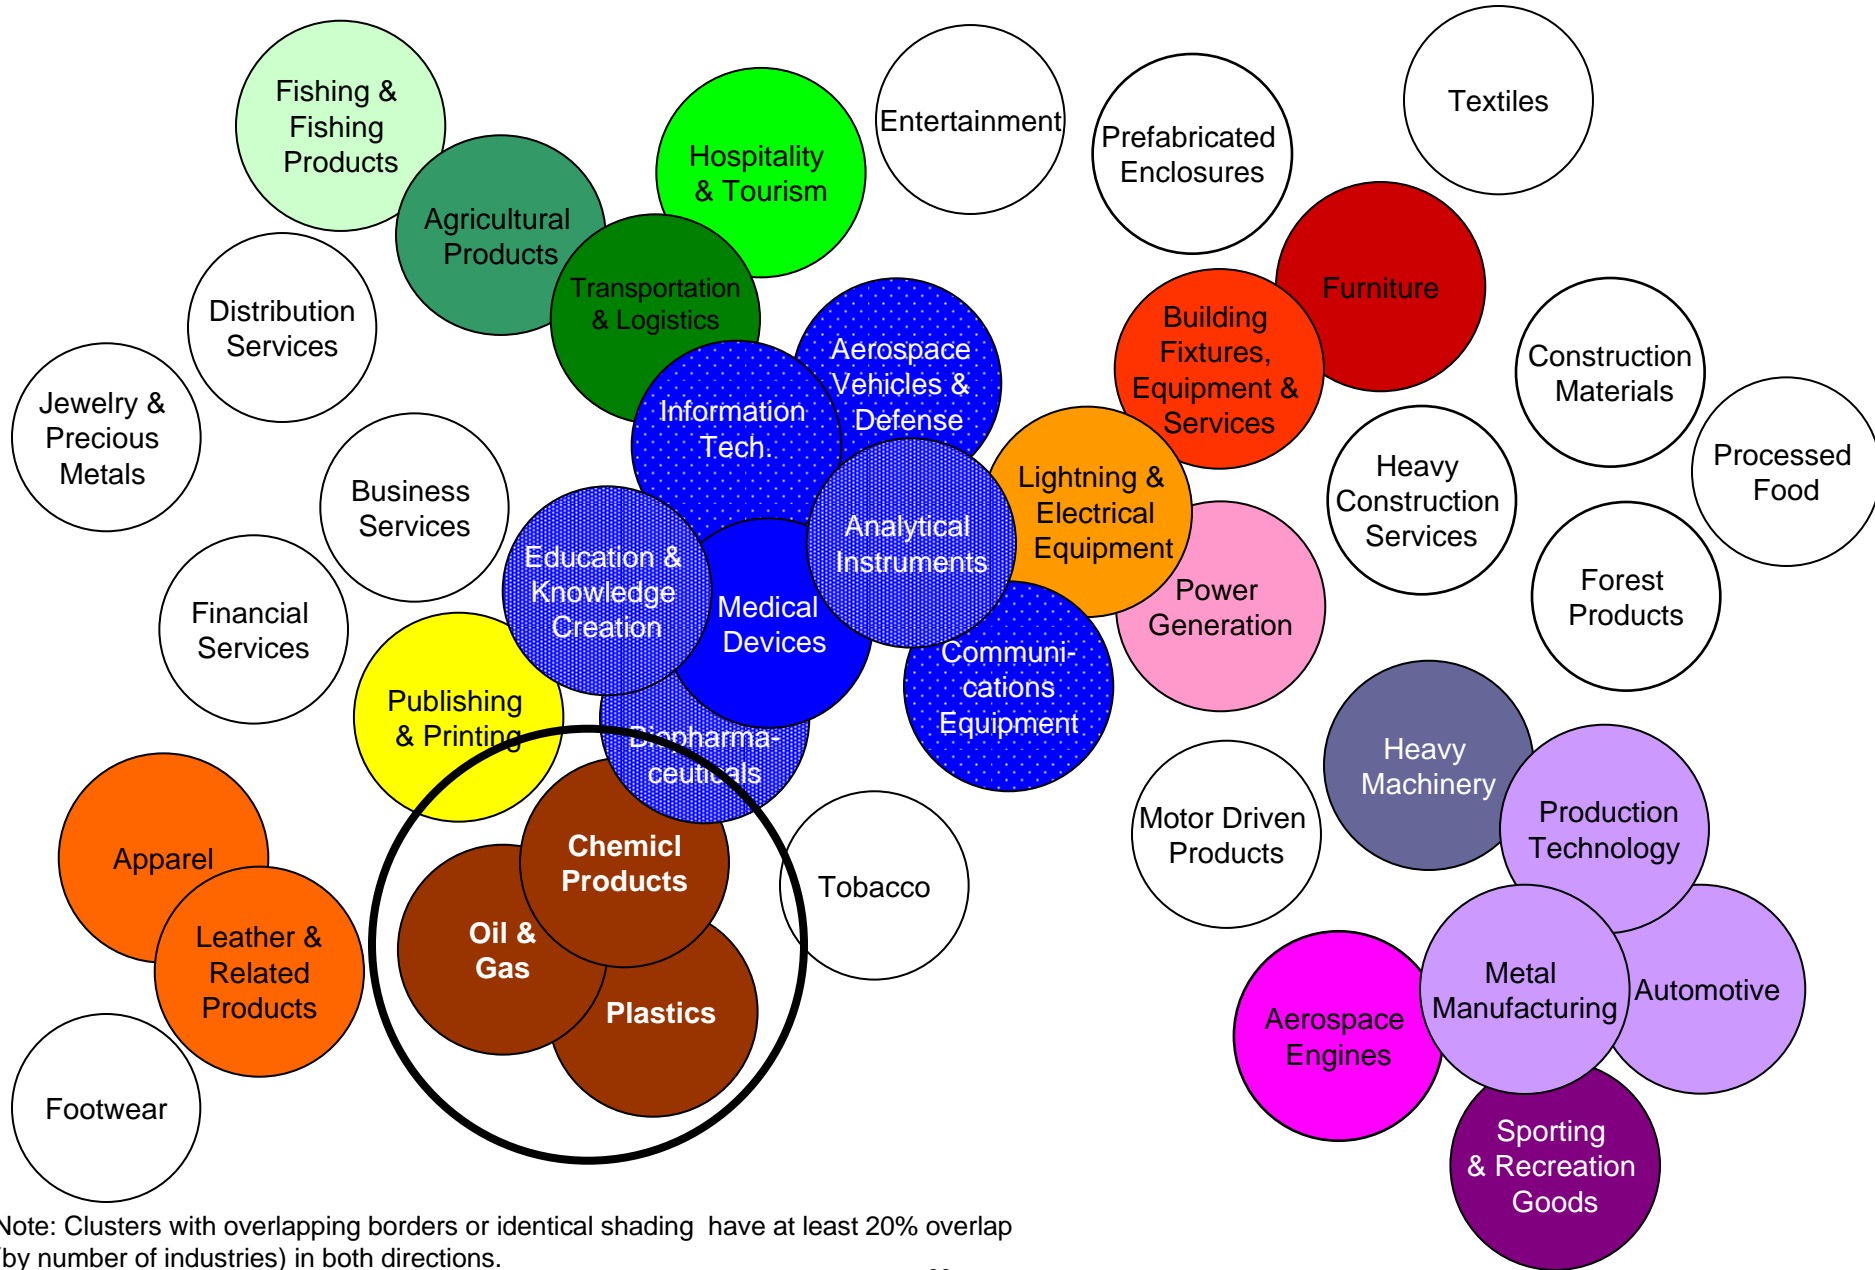 Fishing &
Fishing
Products
Agricultural
Products
Hospitality
& Tourism
Transportation
& Logistics
Entertainment
Prefabricated
Enclosures
Textiles
Furniture
Building
Fixtures,
Equipment &
Services
Construction
Materials
Processed
Food
Heavy
Construction
Services
Forest
Products
Distribution
Services
Jewelry &
Precious
Metals
Business
Services
Financial
Services
Information
Tech.
Aerospace
Vehicles &
Defense
Analytical
Instruments
Lightning &
Electrical
Equipment
Power
Generation
Education &
Knowledge
Creation
Medical
Devices
Communi-
cations
Equipment
Publishing
& Printing
Biopharma-
ceuticals
Chemicl
Products
Oil &
Gas
Plastics
Tobacco
Apparel
Leather &
Related
Products
Footwear
Motor Driven
Products
Heavy
Machinery
Production
Technology
Metal
Manufacturing
Automotive
Aerospace
Engines
Sporting
& Recreation
Goods
Note: Clusters with overlapping borders or identical shading have at least 20% overlap
(by number of industries) in both directions.